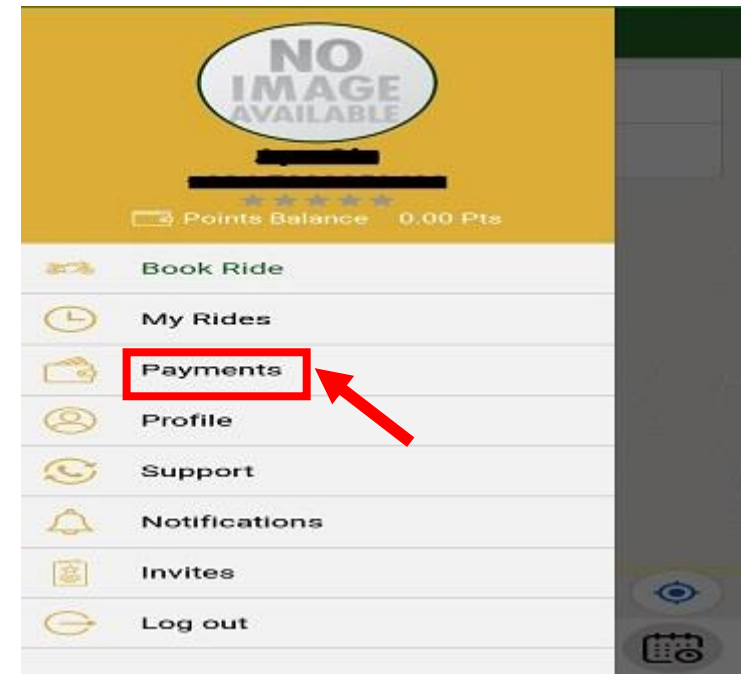 NO
IMAGE
AVAILABLE
Points Balance 0.00 Pts
Book Ride
My Rides
Payments
Profile
Support
Notifications
Invites
Log out